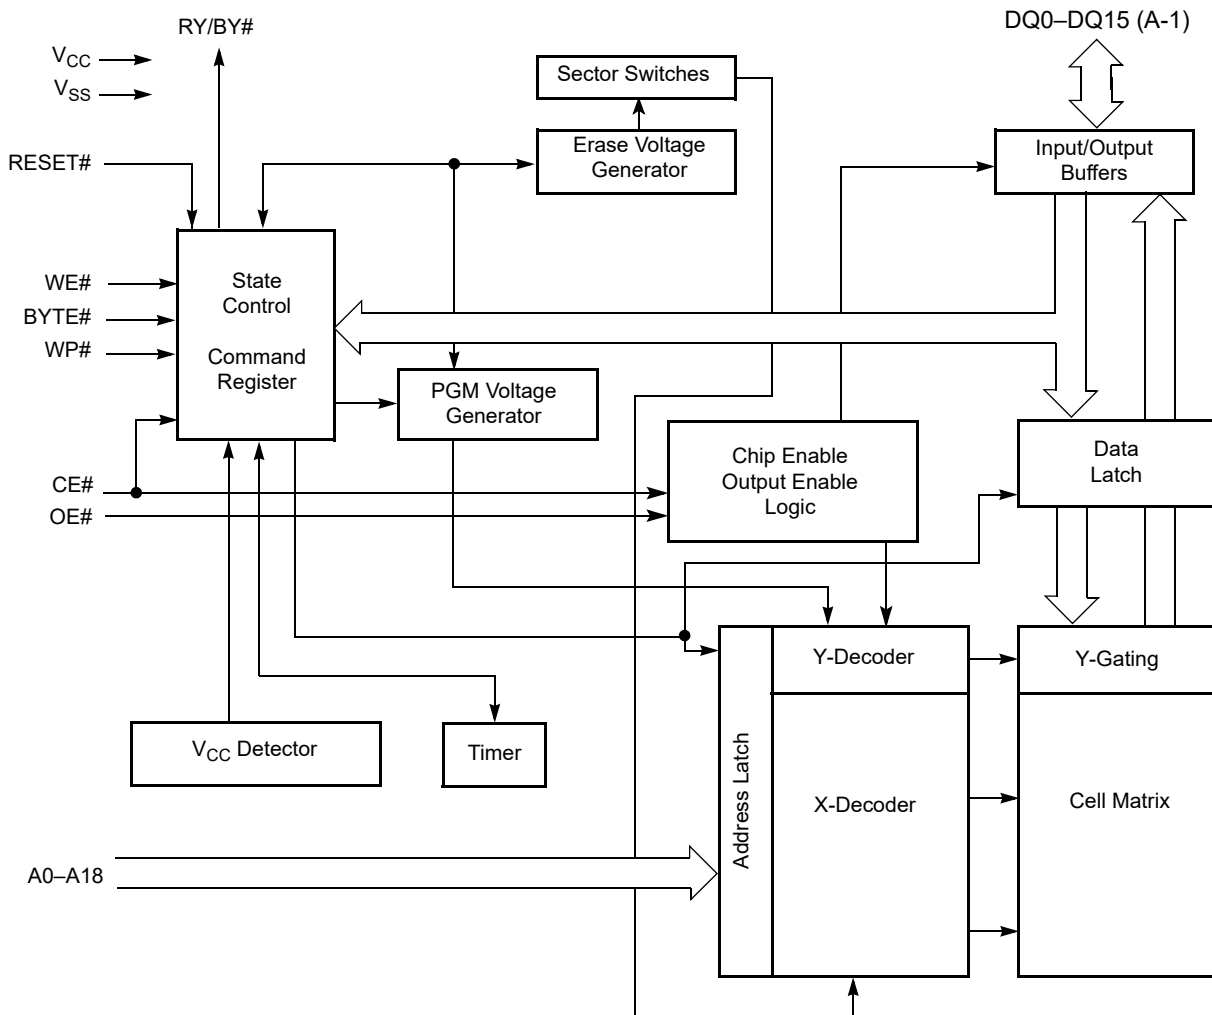 RY/BY#
DQ0–DQ15 (A-1)
VCC
VSS
Sector Switches
RESET#
Erase Voltage
Generator
Input/Output
Buffers
WE#
BYTE#
WP#
State
Control
Command
Register
PGM Voltage
Generator
CE#
OE#
Chip Enable
Output Enable
Logic
Data
Latch
Y-Decoder
Y-Gating
VCC Detector
Timer
Address Latch
X-Decoder
Cell Matrix
A0–A18